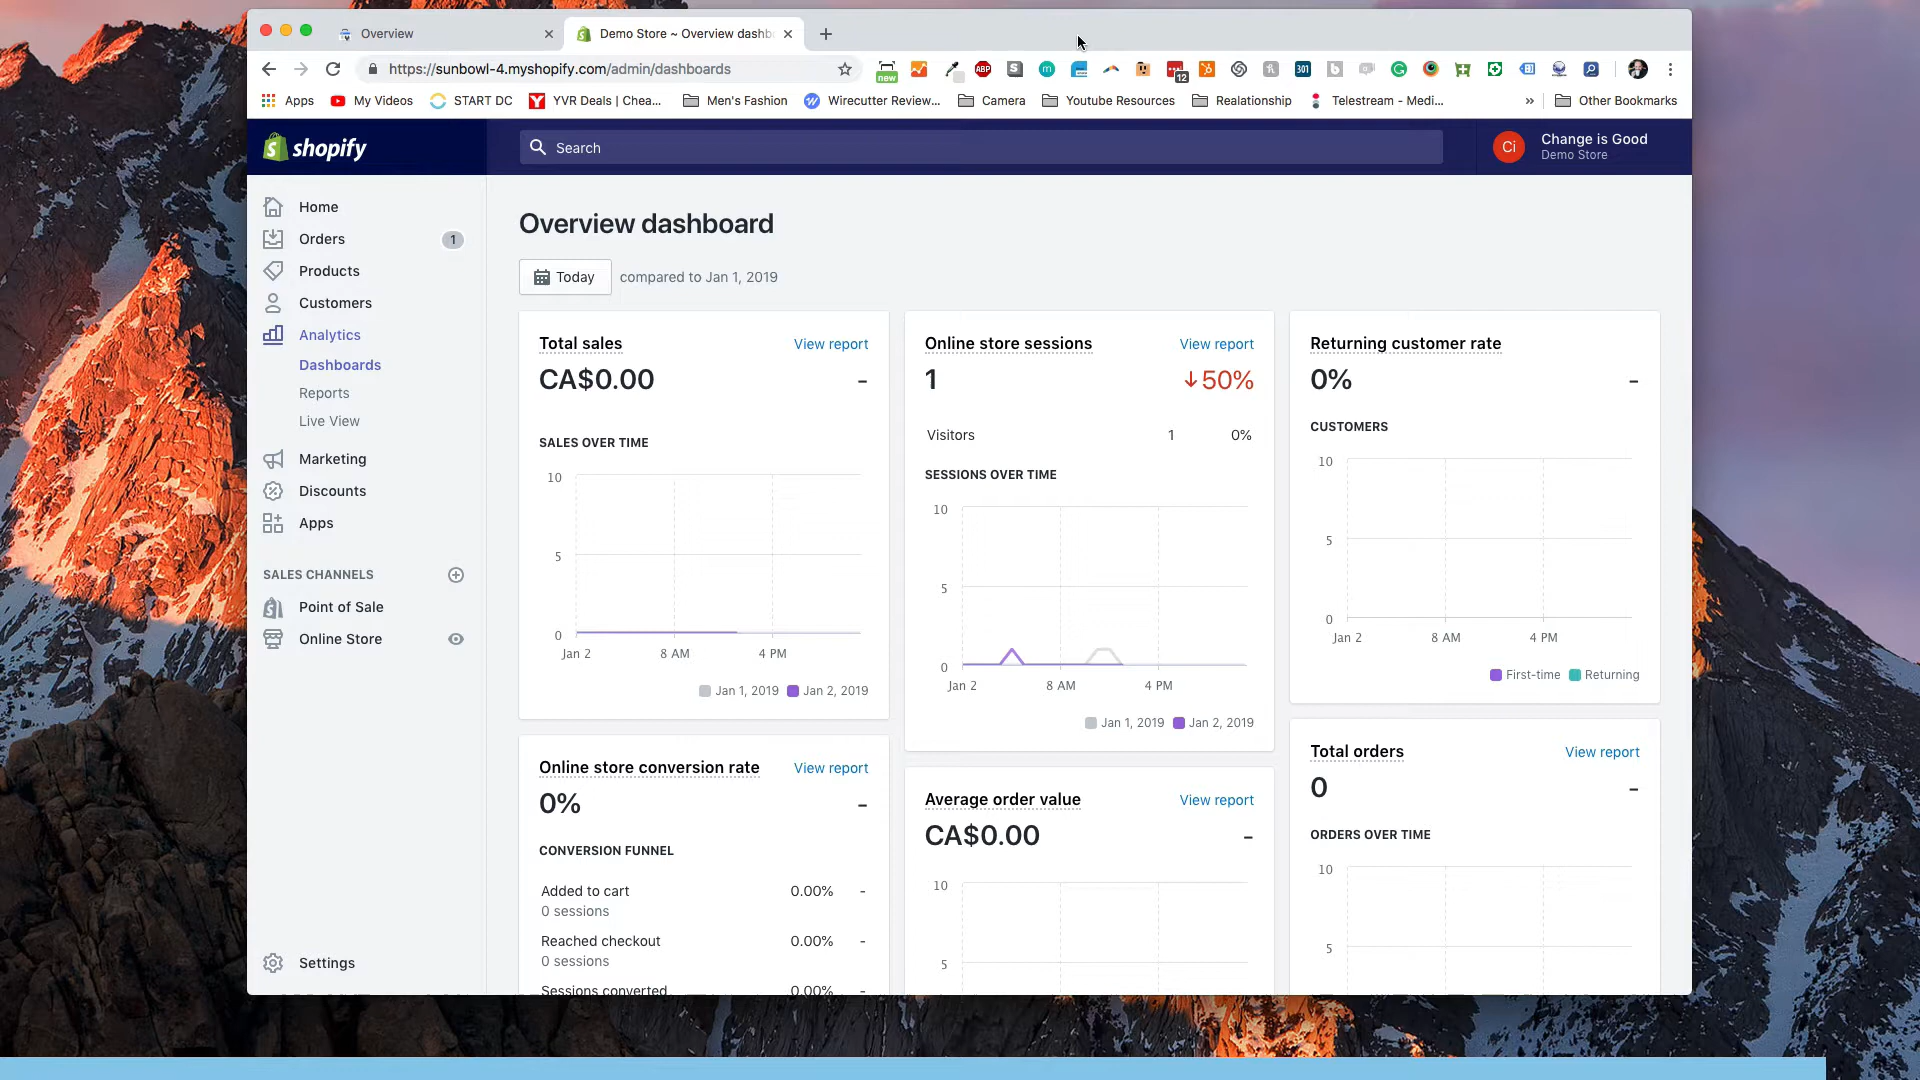 Overview
Demo Store ~ Overview dashb
https://sunbowl-4.myshopify.com/admin/dashboards
new
ABP
12
301
Apps
My Videos
START DC
YVR Deals | Chea...
Men's Fashion
Wirecutter Review...
Camera
Youtube Resources
Realationship
Telestream - Medi...
»
Other Bookmarks
shopify
Search
Ci
Change is Good
Demo Store
Home
Orders
1
Products
Customers
Analytics
Dashboards
Reports
Live View
Marketing
Discounts
Apps
SALES CHANNELS
Point of Sale
Online Store
Settings
Overview dashboard
Today
compared to Jan 1, 2019
Total sales
View report
CA$0.00
-
SALES OVER TIME
10
5
0
Jan 2
8 AM
4 PM
Jan 1, 2019
Jan 2, 2019
Online store conversion rate
View report
0%
-
CONVERSION FUNNEL
Added to cart
0.00%
-
0 sessions
Reached checkout
0.00%
-
0 sessions
Sessions converted
0.00%
-
Online store sessions
View report
1
↓50%
Visitors
1
0%
SESSIONS OVER TIME
10
5
0
Jan 2
8 AM
4 PM
Jan 1, 2019
Jan 2, 2019
Average order value
View report
CA$0.00
-
10
5
Returning customer rate
0%
-
CUSTOMERS
10
5
0
Jan 2
8 AM
4 PM
First-time
Returning
Total orders
View report
0
-
ORDERS OVER TIME
10
5